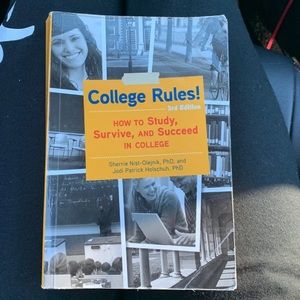 College Rules!
3rd Edition
HOW TO Study,
Survive, AND Succeed
IN COLLEGE
Sherrie Nist-Olejnik, PhD, and
Jodi Patrick Holschuh, PhD